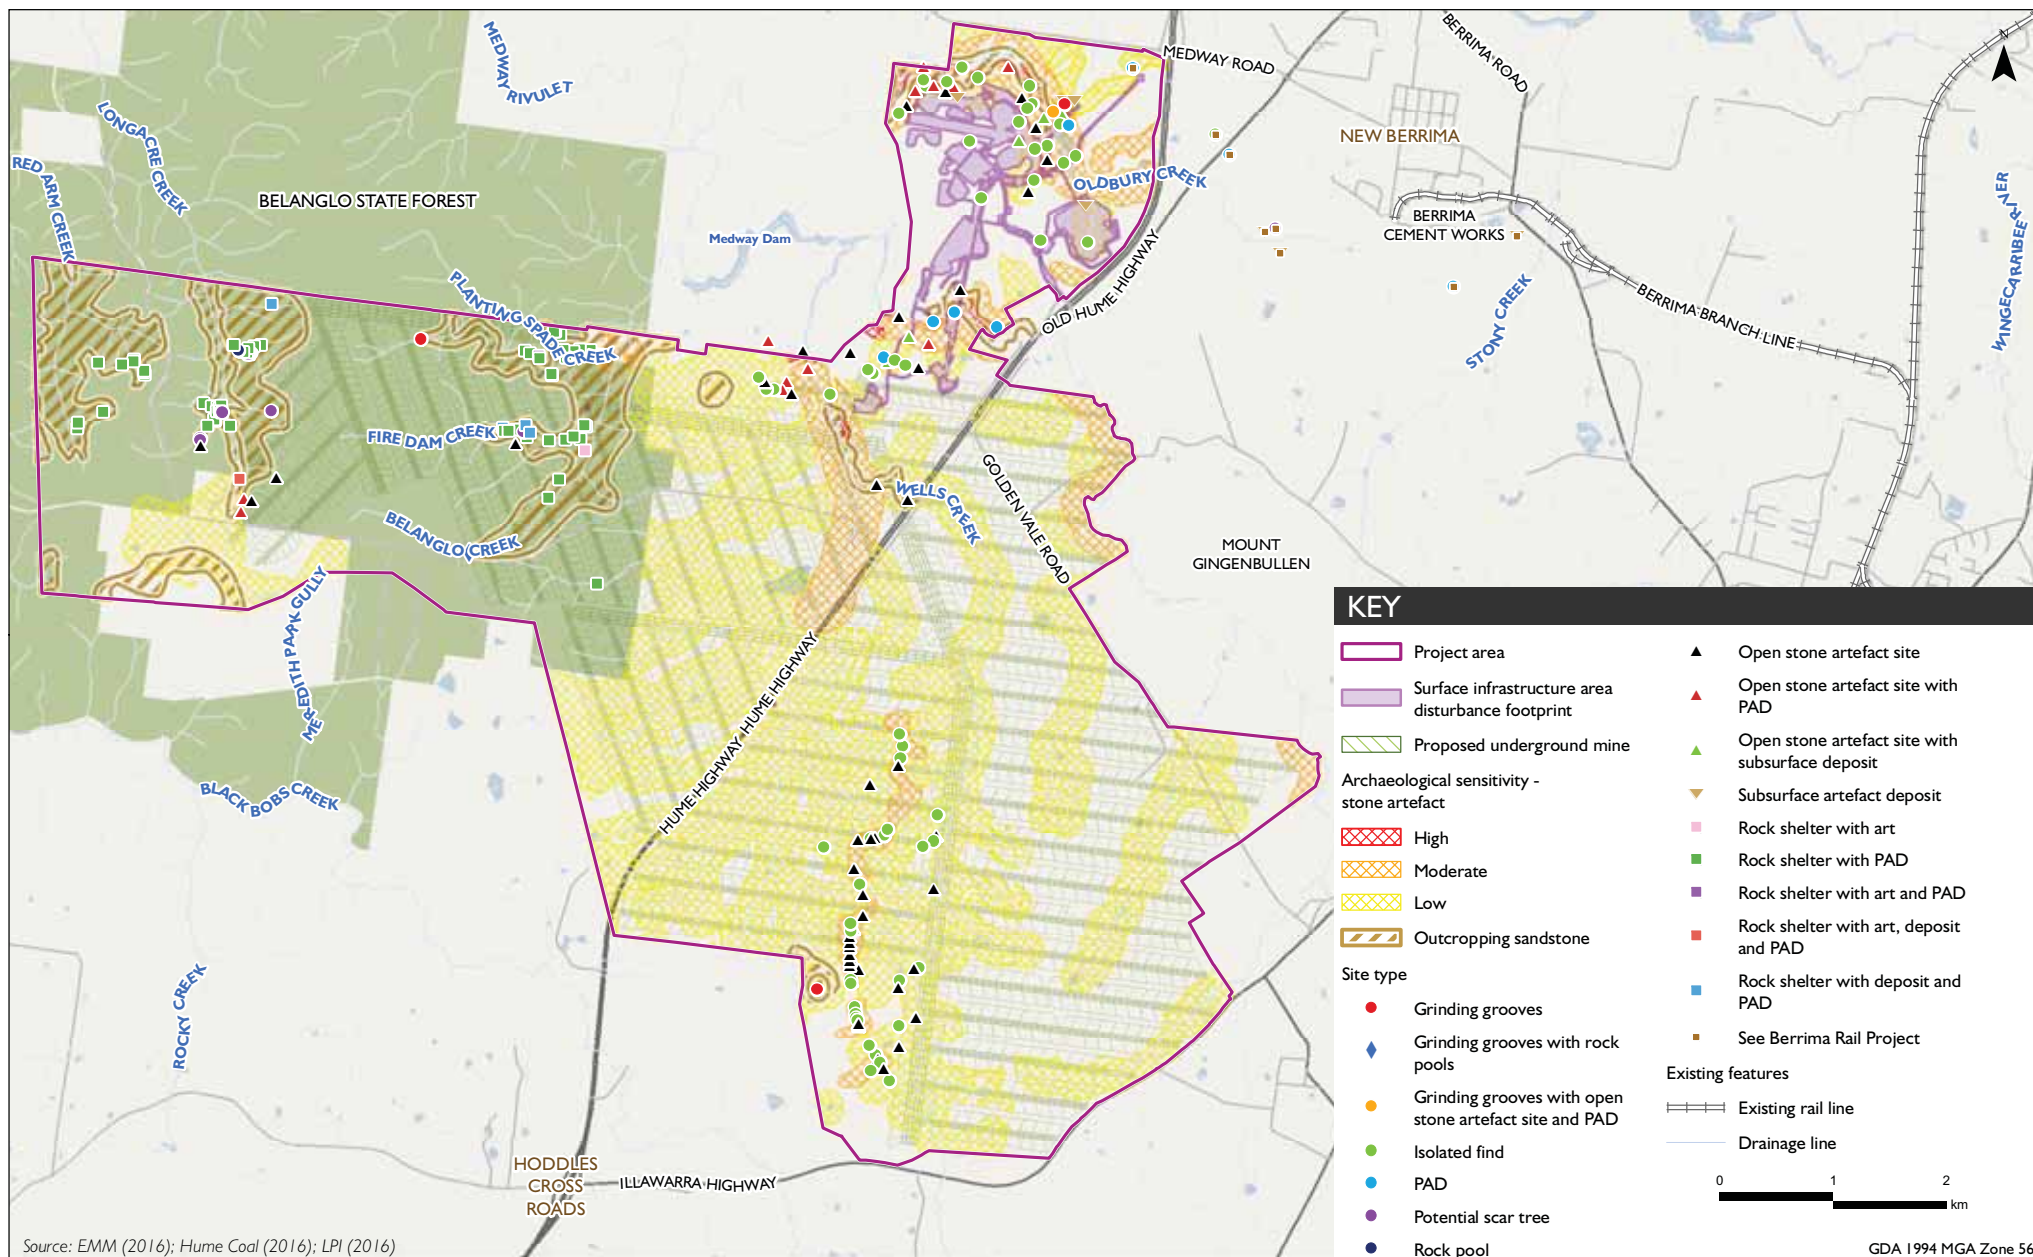 MEDWAY
RIVULET
LONGACRE CREEK
RED ARM CREEK
BELANGLO STATE FOREST
Medway Dam
PLANTING SPADE CREEK
FIRE DAM CREEK
BELANGLO CREEK
MEREDITH PARK GULLY
BLACK BOBS CREEK
ROCKY CREEK
MEDWAY ROAD
BERRIMA ROAD
N
NEW BERRIMA
OLDBURY CREEK
BERRIMA
CEMENT WORKS
OLD HUME HIGHWAY
STONY CREEK
BERRIMA BRANCH LINE
WINGECARRIBEE RIVER
WELLS CREEK
GOLDEN VALE ROAD
MOUNT
GINGENBULLEN
HUME HIGHWAY
HUME HIGHWAY
HODDLES
CROSS
ROADS
ILLAWARRA HIGHWAY
KEY
Project area
Surface infrastructure area
disturbance footprint
Proposed underground mine
Archaeological sensitivity -
stone artefact
High
Moderate
Low
Outcropping sandstone
Site type
Grinding grooves
Grinding grooves with rock
pools
Grinding grooves with open
stone artefact site and PAD
Isolated find
PAD
Potential scar tree
Rock pool
Open stone artefact site
Open stone artefact site with
PAD
Open stone artefact site with
subsurface deposit
Subsurface artefact deposit
Rock shelter with art
Rock shelter with PAD
Rock shelter with art and PAD
Rock shelter with art, deposit
and PAD
Rock shelter with deposit and
PAD
See Berrima Rail Project
Existing features
Existing rail line
Drainage line
0 1 2
km
GDA 1994 MGA Zone 56
Source: EMM (2016); Hume Coal (2016); LPI (2016)